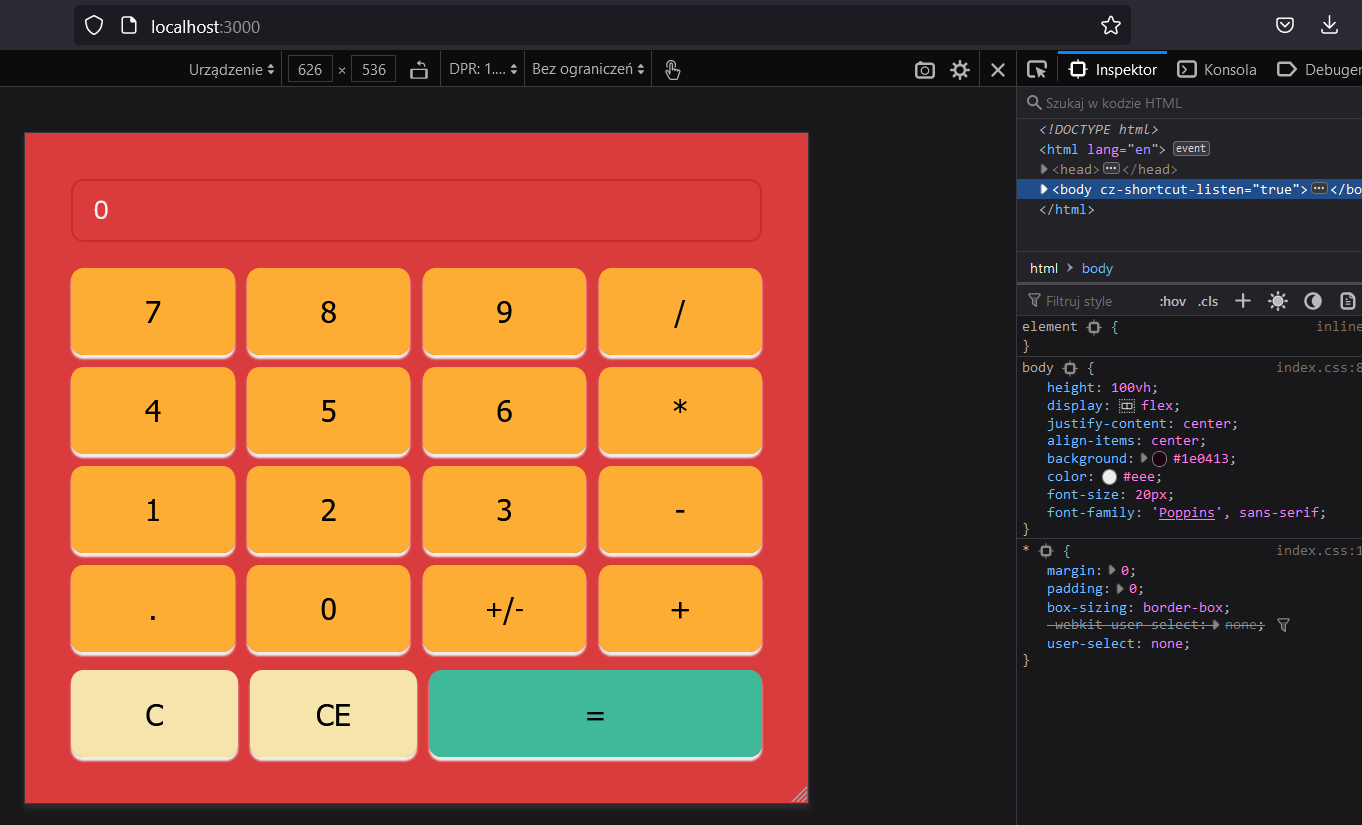 localhost:3000
Urządzenie 626 × 536 DPR: 1.... Bez ograniczeń
Inspektor Konsola Debuger
Szukaj w kodzie HTML
<!DOCTYPE html>
<html lang="en"> event
<head> ••• </head>
<body cz-shortcut-listen="true"> ••• </bo
</html>
html > body
Filtruj style :hov .cls
element { inline
}
body { index.css:8
height: 100vh;
display: flex;
justify-content: center;
align-items: center;
background: #1e0413;
color: #eee;
font-size: 20px;
font-family: 'Poppins', sans-serif;
}
* { index.css:1
margin: 0;
padding: 0;
box-sizing: border-box;
-webkit-user-select: none;
user-select: none;
}
0
7 8 9 /
4 5 6 *
1 2 3 -
. 0 +/- +
C CE =